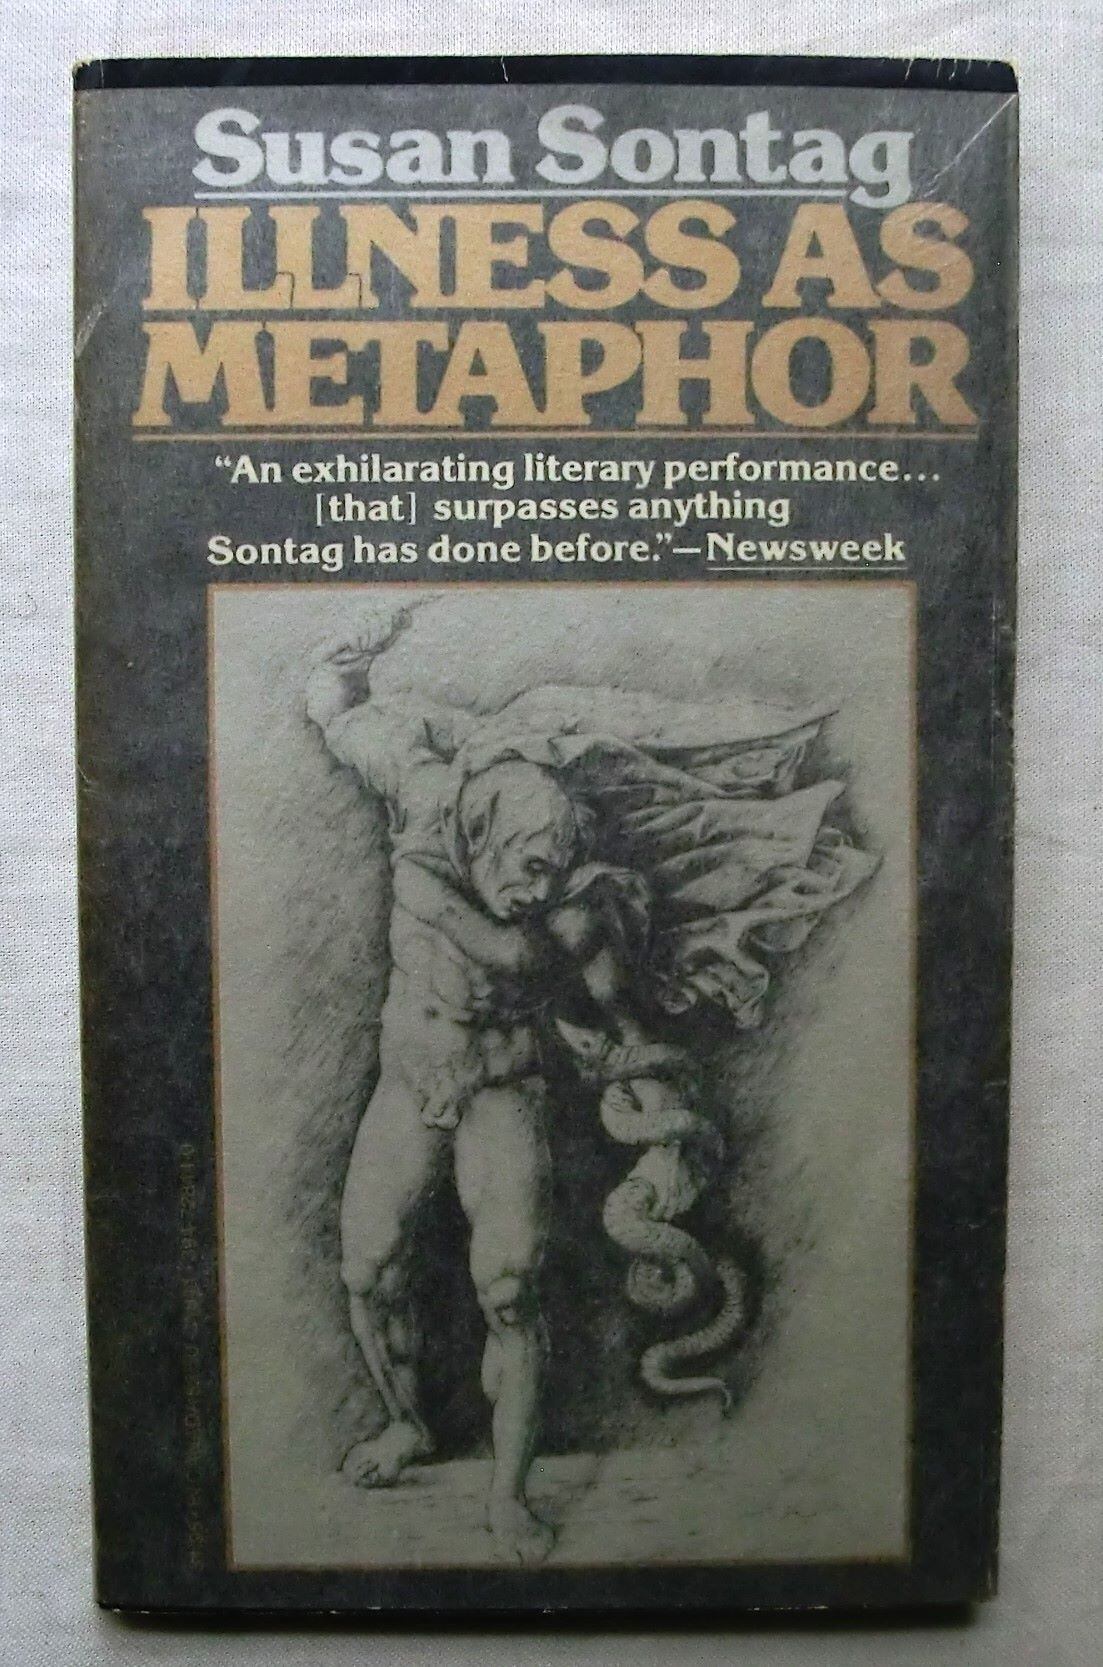 Susan Sontag
ILLNESS AS
METAPHOR
“An exhilarating literary performance...
[that] surpasses anything
Sontag has done before.”—Newsweek